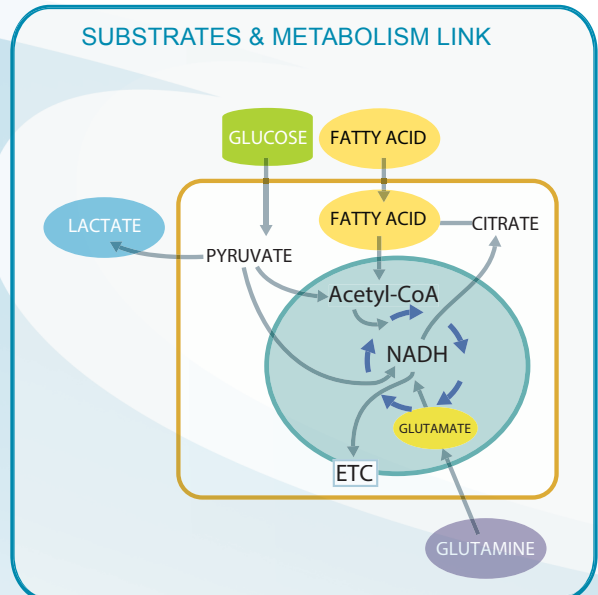 SUBSTRATES & METABOLISM LINK
GLUCOSE
FATTY ACID
LACTATE
FATTY ACID
CITRATE
PYRUVATE
Acetyl-CoA
NADH
GLUTAMATE
ETC
GLUTAMINE